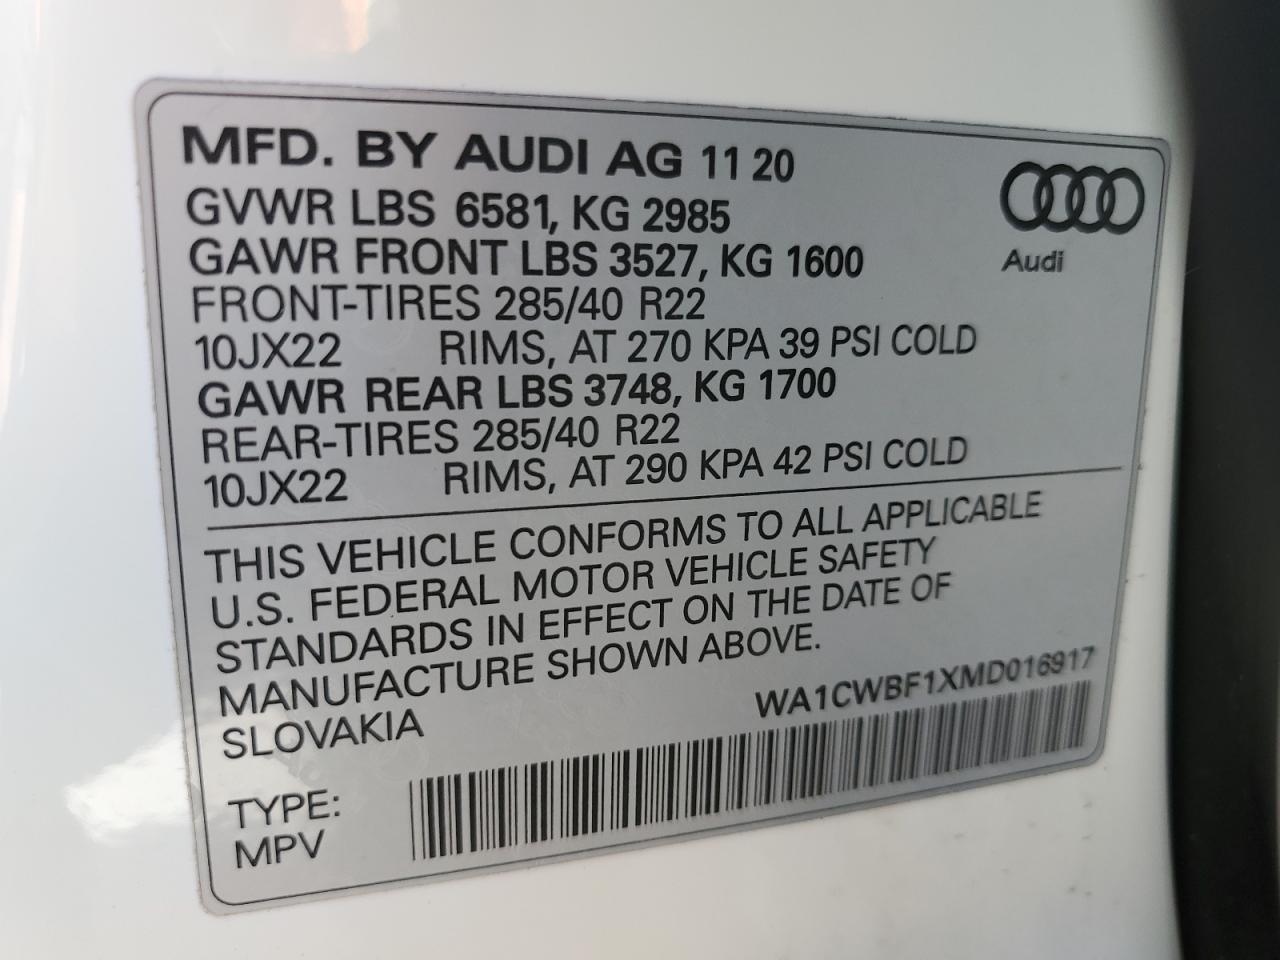 MFD. BY AUDI AG 11 20
GVWR LBS 6581, KG 2985
GAWR FRONT LBS 3527, KG 1600
FRONT-TIRES 285/40 R22
10JX22 RIMS, AT 270 KPA 39 PSI COLD
GAWR REAR LBS 3748, KG 1700
REAR-TIRES 285/40 R22
10JX22 RIMS, AT 290 KPA 42 PSI COLD
Audi
THIS VEHICLE CONFORMS TO ALL APPLICABLE
U.S. FEDERAL MOTOR VEHICLE SAFETY
STANDARDS IN EFFECT ON THE DATE OF
MANUFACTURE SHOWN ABOVE.
SLOVAKIA
WA1CWBF1XMD016917
TYPE:
MPV